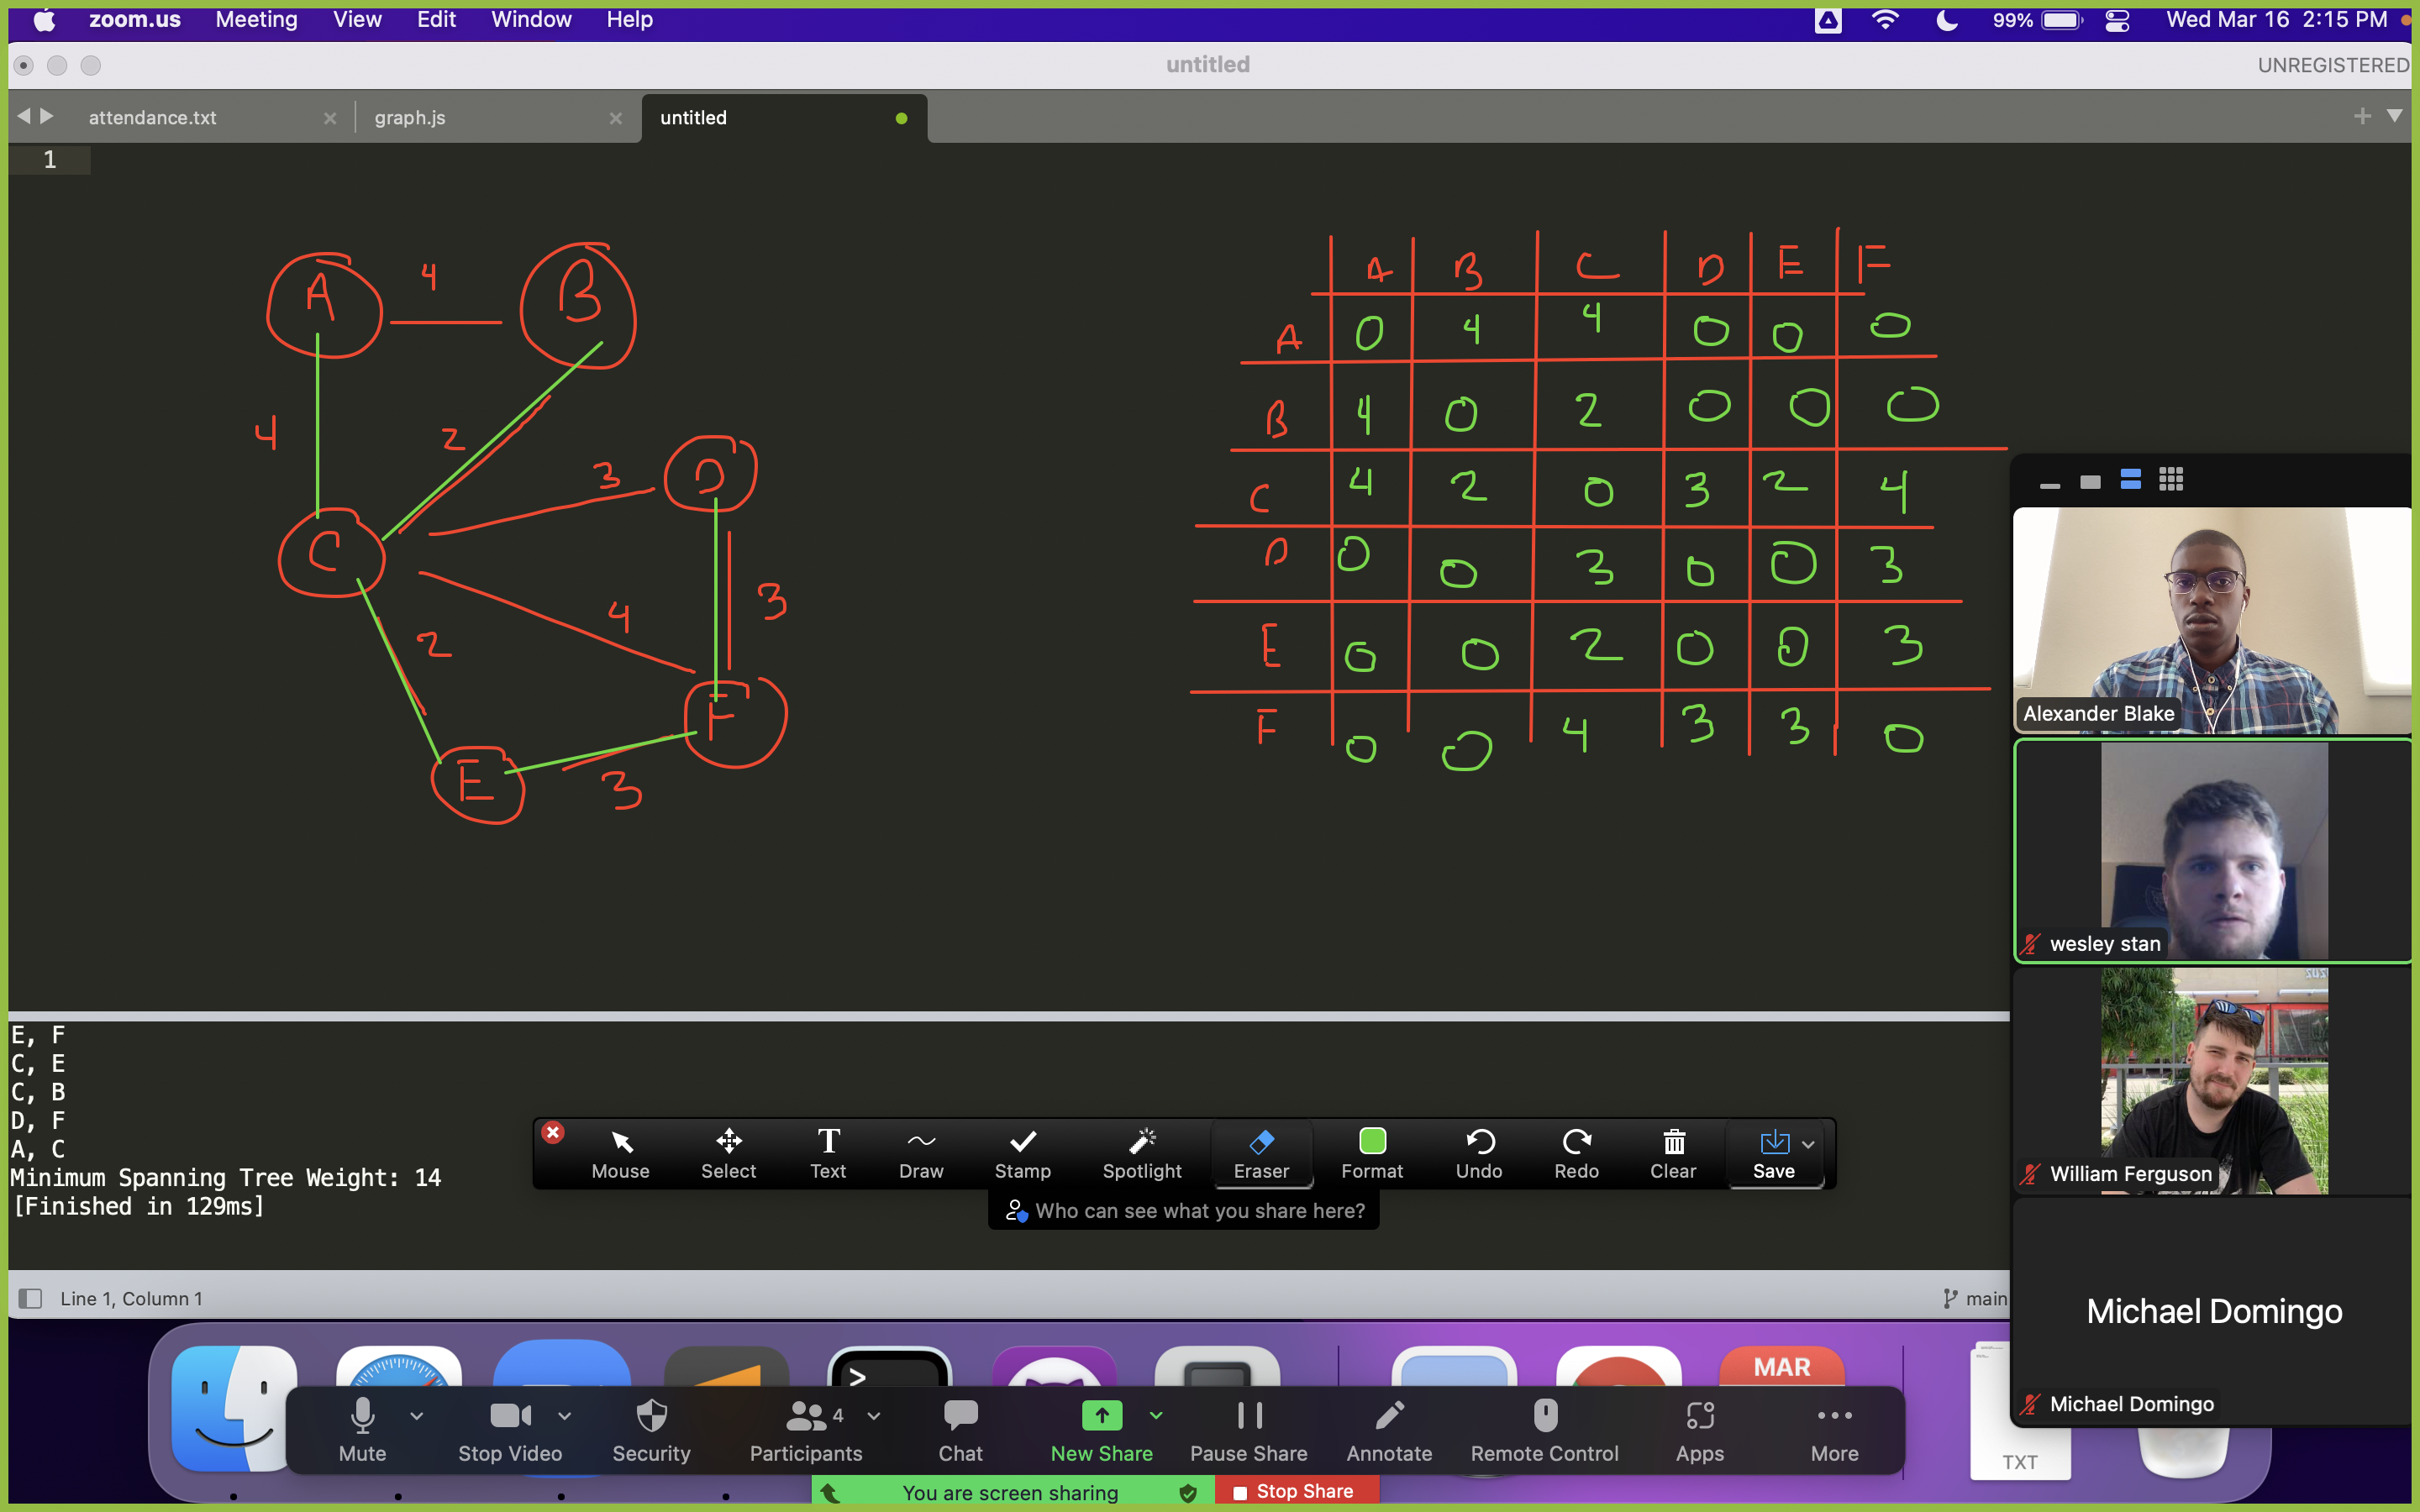 zoom.us Meeting View Edit Window Help 99% Wed Mar 16 2:15 PM
untitled UNREGISTERED
attendance.txt graph.js untitled
1
A 4 B
4 2
3 D
C
2 4 3
F
E 3
A B C D E F
A 0 4 4 0 0 0
B 4 0 2 0 0 0
C 4 2 0 3 2 4
D 0 0 3 0 0 3
E 0 0 2 0 0 3
F 0 0 4 3 3 0
Alexander Blake
wesley stan
William Ferguson
Michael Domingo
Michael Domingo
E, F
C, E
C, B
D, F
A, C
Minimum Spanning Tree Weight: 14
[Finished in 129ms]
Mouse Select Text Draw Stamp Spotlight Eraser Format Undo Redo Clear Save
Who can see what you share here?
Line 1, Column 1 main
MAR
TXT
4
Mute Stop Video Security Participants Chat New Share Pause Share Annotate Remote Control Apps More
You are screen sharing Stop Share